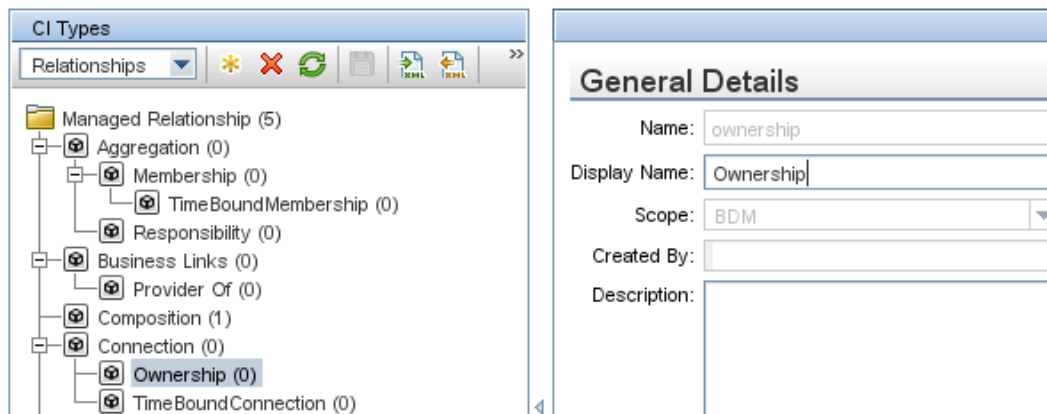 CI Types
Relationships
XML
XML
»
Managed Relationship (5)
Aggregation (0)
Membership (0)
TimeBoundMembership (0)
Responsibility (0)
Business Links (0)
Provider Of (0)
Composition (1)
Connection (0)
Ownership (0)
TimeBoundConnection (0)
General Details
Name: ownership
Display Name: Ownership
Scope: BDM
Created By:
Description: